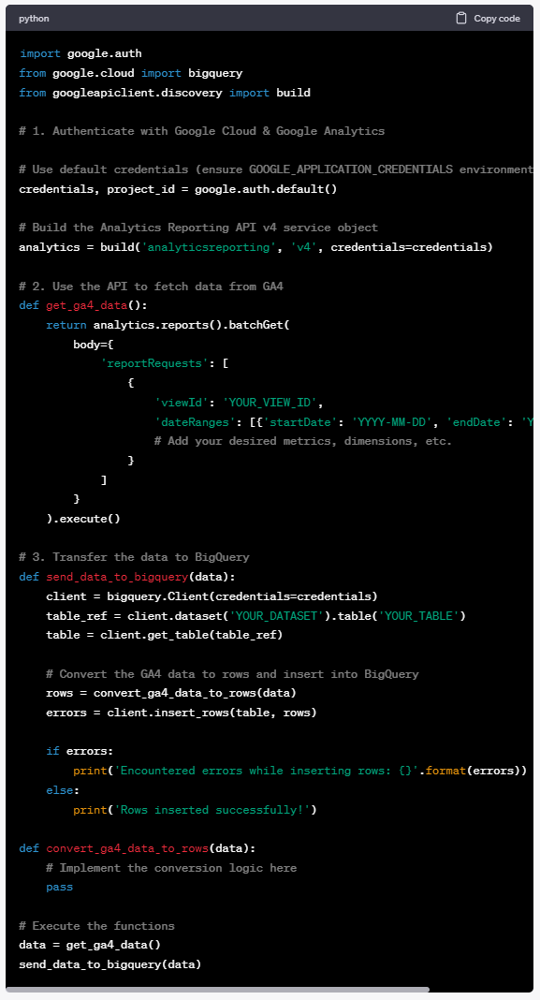 python
Copy code
import google.auth
from google.cloud import bigquery
from googleapiclient.discovery import build
# 1. Authenticate with Google Cloud & Google Analytics
# Use default credentials (ensure GOOGLE_APPLICATION_CREDENTIALS environment
credentials, project_id = google.auth.default()
# Build the Analytics Reporting API v4 service object
analytics = build('analyticsreporting', 'v4', credentials=credentials)
# 2. Use the API to fetch data from GA4
def get_ga4_data():
    return analytics.reports().batchGet(
        body={
            'reportRequests': [
                {
                    'viewId': 'YOUR_VIEW_ID',
                    'dateRanges': [{'startDate': 'YYYY-MM-DD', 'endDate': 'Y
                    # Add your desired metrics, dimensions, etc.
                }
            ]
        }
    ).execute()
# 3. Transfer the data to BigQuery
def send_data_to_bigquery(data):
    client = bigquery.Client(credentials=credentials)
    table_ref = client.dataset('YOUR_DATASET').table('YOUR_TABLE')
    table = client.get_table(table_ref)
    # Convert the GA4 data to rows and insert into BigQuery
    rows = convert_ga4_data_to_rows(data)
    errors = client.insert_rows(table, rows)
    if errors:
        print('Encountered errors while inserting rows: {}'.format(errors))
    else:
        print('Rows inserted successfully!')
def convert_ga4_data_to_rows(data):
    # Implement the conversion logic here
    pass
# Execute the functions
data = get_ga4_data()
send_data_to_bigquery(data)